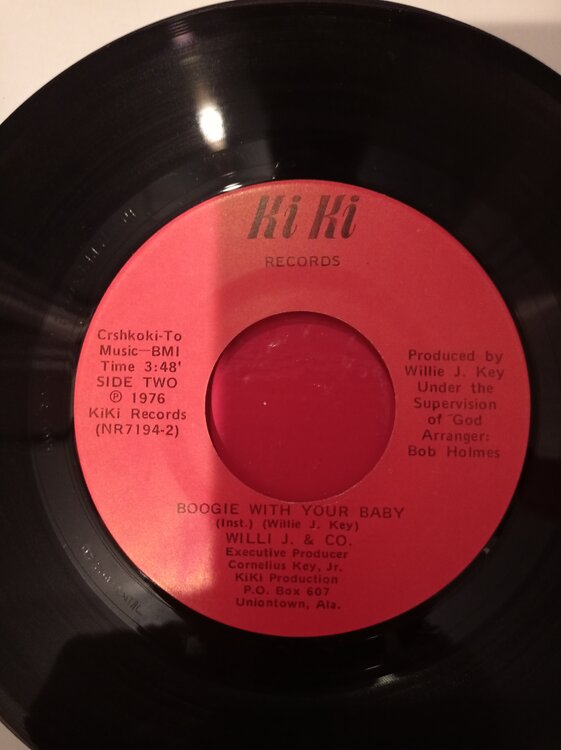 Ki Ki
RECORDS
Crshkoki-To
Music—BMI
Time 3:48'
SIDE TWO
℗ 1976
KiKi Records
(NR7194-2)
Produced by
Willie J. Key
Under the
Supervision
of God
Arranger:
Bob Holmes
BOOGIE WITH YOUR BABY
(Inst.) (Willie J. Key)
WILLI J. & CO.
Executive Producer
Cornelius Key, Jr.
KiKi Production
P.O. Box 607
Uniontown, Ala.